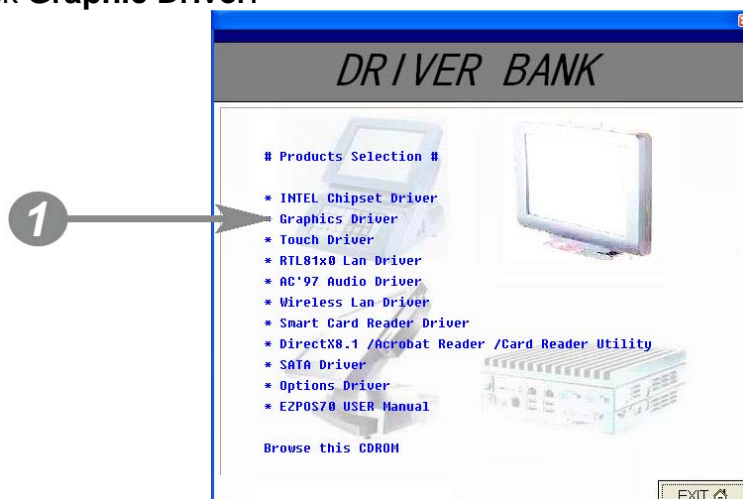 Graphic Driver
DRIVER BANK
# Products Selection #
* INTEL Chipset Driver
1
* Graphics Driver
* Touch Driver
* RTL81x0 Lan Driver
* AC'97 Audio Driver
* Wireless Lan Driver
* Smart Card Reader Driver
* DirectX8.1 /Acrobat Reader /Card Reader Utility
* SATA Driver
* Options Driver
* EZPOS70 USER Manual
Browse this CDROM
EXIT